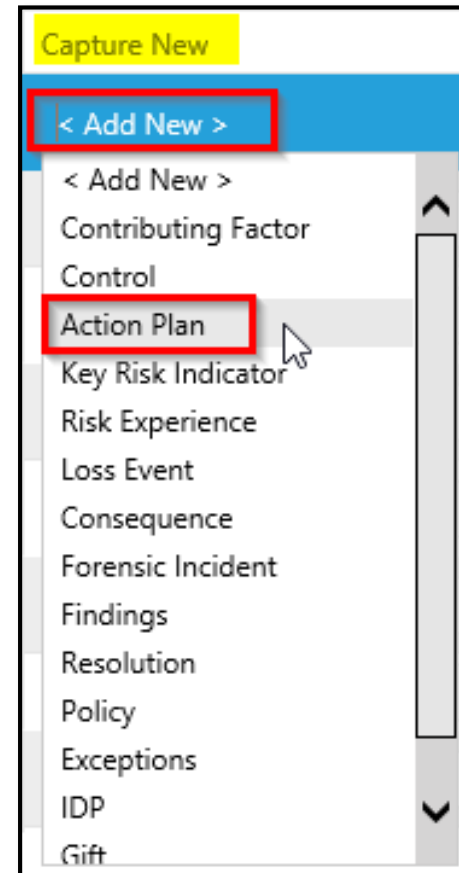 Capture New
< Add New >
< Add New >
Contributing Factor
Control
Action Plan
Key Risk Indicator
Risk Experience
Loss Event
Consequence
Forensic Incident
Findings
Resolution
Policy
Exceptions
IDP
Gift